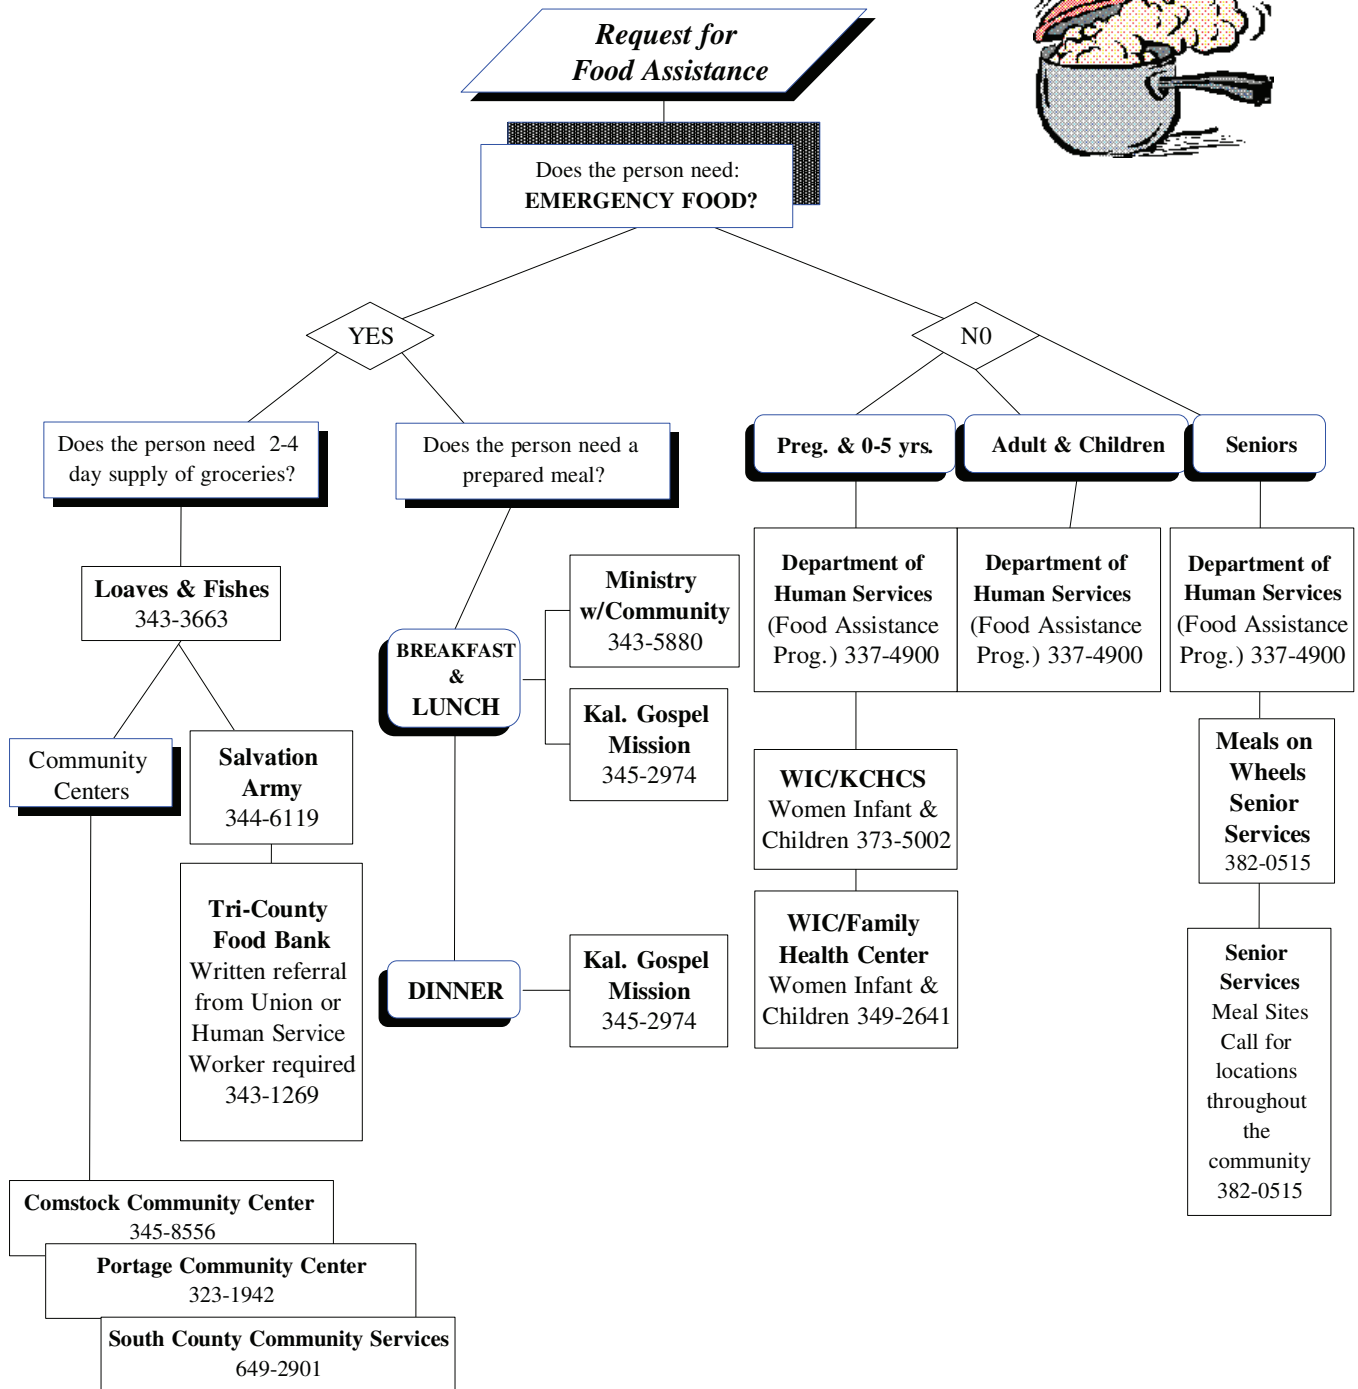 Request for
Food Assistance
Does the person need:
EMERGENCY FOOD?
YES
N0
Does the person need 2-4
day supply of groceries?
Does the person need a
prepared meal?
Preg. & 0-5 yrs.
Adult & Children
Seniors
Loaves & Fishes
343-3663
Community
Centers
Salvation
Army
344-6119
Tri-County
Food Bank
Written referral
from Union or
Human Service
Worker required
343-1269
Comstock Community Center
345-8556
Portage Community Center
323-1942
South County Community Services
649-2901
BREAKFAST
&
LUNCH
Ministry
w/Community
343-5880
Kal. Gospel
Mission
345-2974
DINNER
Kal. Gospel
Mission
345-2974
Department of
Human Services
(Food Assistance
Prog.) 337-4900
WIC/KCHCS
Women Infant &
Children 373-5002
WIC/Family
Health Center
Women Infant &
Children 349-2641
Department of
Human Services
(Food Assistance
Prog.) 337-4900
Department of
Human Services
(Food Assistance
Prog.) 337-4900
Meals on
Wheels
Senior
Services
382-0515
Senior
Services
Meal Sites
Call for
locations
throughout
the
community
382-0515